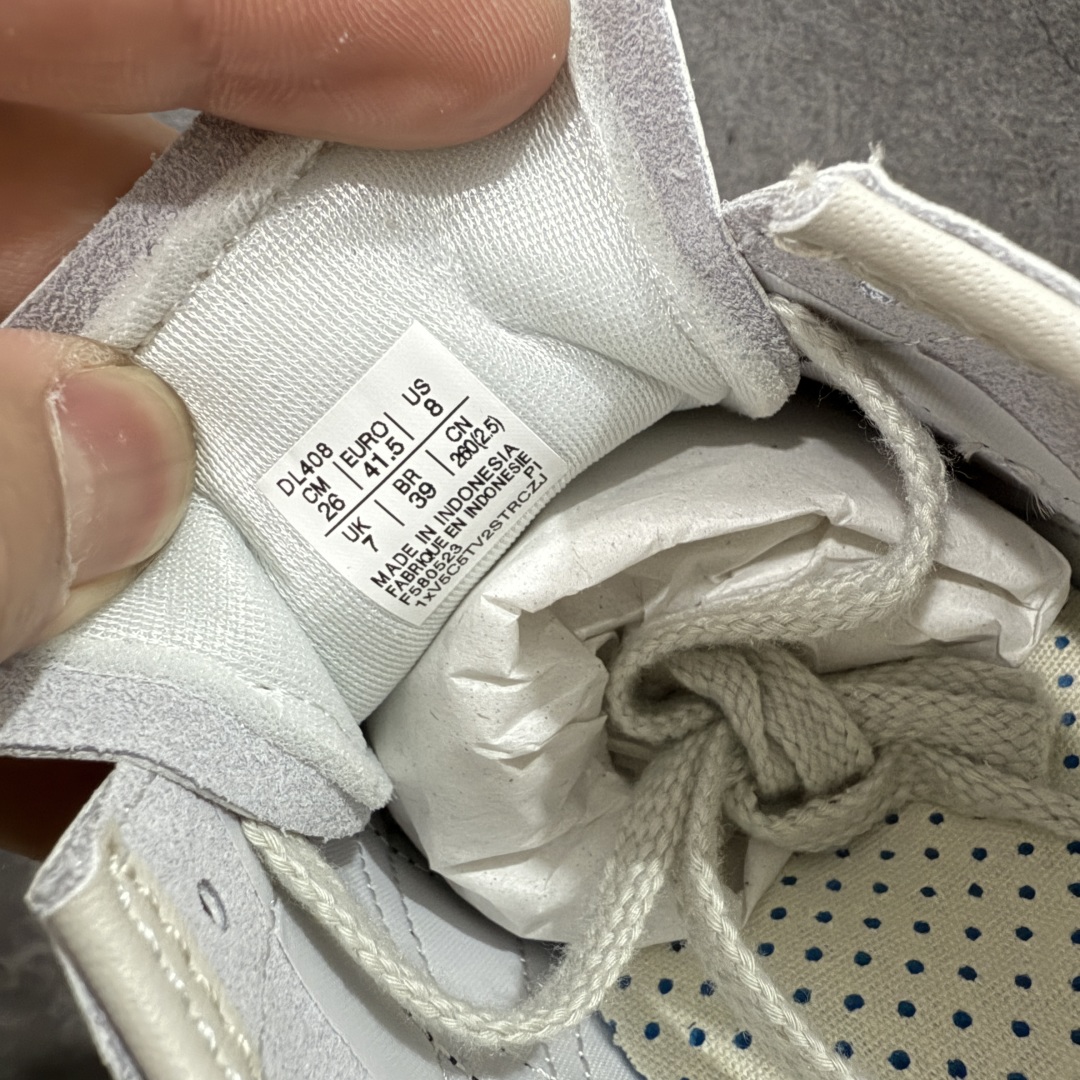 DL408
CM EURO US
26 41.5 8
UK BR CN
7 39 260(2.5)
MADE IN INDONESIA
FABRIQUE EN INDONESIE
F580523 PI
1xV5C5TV2STRCZJ